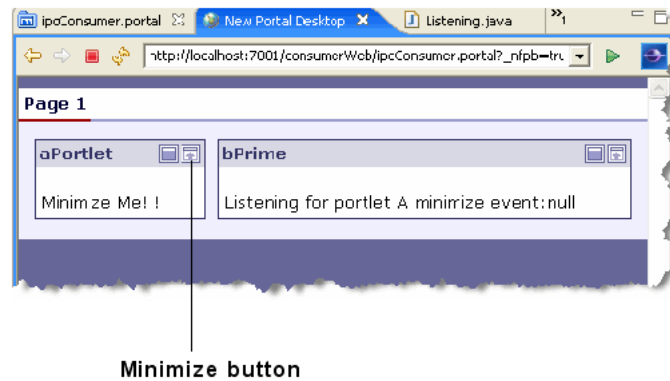 ipcConsumer.portal New Portal Desktop Listening.java »1
http://localhost:7001/consumerWeb/ipcConsumer.portal?_nfpb=tru
Page 1
aPortlet bPrime
Minimize Me!! Listening for portlet A minimize event:null
Minimize button